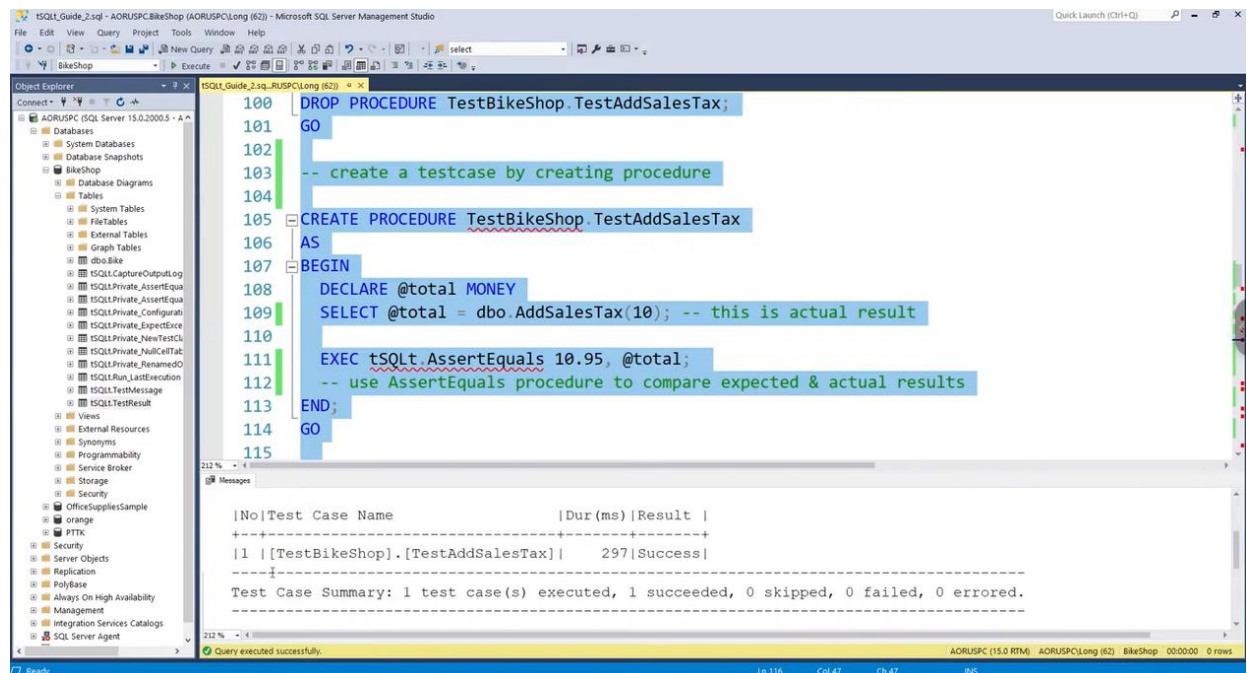 tSQLt_Guide_2.sql - AORUSPC.BikeShop (AORUSPC\Long (62)) - Microsoft SQL Server Management Studio
Quick Launch (Ctrl+Q)
File Edit View Query Project Tools Window Help
New Query
select
BikeShop
Execute
Object Explorer
tSQLt_Guide_2.sq...RUSPC\Long (62))
Connect
AORUSPC (SQL Server 15.0.2000.5 - A
Databases
System Databases
Database Snapshots
BikeShop
Database Diagrams
Tables
System Tables
FileTables
External Tables
Graph Tables
dbo.Bike
tSQLt.CaptureOutputLog
tSQLt.Private_AssertEqua
tSQLt.Private_AssertEqua
tSQLt.Private_Configurati
tSQLt.Private_ExpectExce
tSQLt.Private_NewTestCla
tSQLt.Private_NullCellTab
tSQLt.Private_RenamedO
tSQLt.Run_LastExecution
tSQLt.TestMessage
tSQLt.TestResult
Views
External Resources
Synonyms
Programmability
Service Broker
Storage
Security
OfficeSuppliesSample
orange
PTTK
Security
Server Objects
Replication
PolyBase
Always On High Availability
Management
Integration Services Catalogs
SQL Server Agent
100 DROP PROCEDURE TestBikeShop.TestAddSalesTax;
101 GO
102
103 -- create a testcase by creating procedure
104
105 CREATE PROCEDURE TestBikeShop.TestAddSalesTax
106 AS
107 BEGIN
108 DECLARE @total MONEY
109 SELECT @total = dbo.AddSalesTax(10); -- this is actual result
110
111 EXEC tSQLt.AssertEquals 10.95, @total;
112 -- use AssertEquals procedure to compare expected & actual results
113 END;
114 GO
115
212 %
Messages
|No|Test Case Name |Dur(ms)|Result |
+--+---------------------------------+-------+-------+
|1 |[TestBikeShop].[TestAddSalesTax]| 297|Success|
-----------------------------------------------------------------------------
Test Case Summary: 1 test case(s) executed, 1 succeeded, 0 skipped, 0 failed, 0 errored.
-----------------------------------------------------------------------------
212 %
Query executed successfully.
AORUSPC (15.0 RTM) AORUSPC\Long (62) BikeShop 00:00:00 0 rows
Ready
Ln 116 Col 47 Ch 47 INS